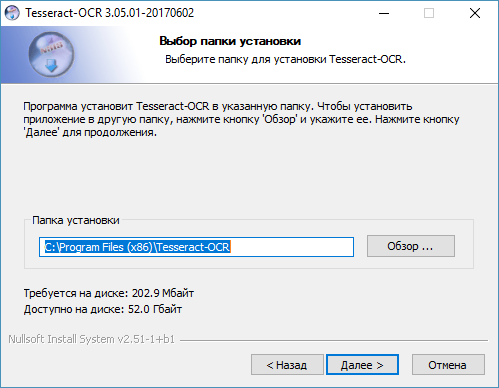 Tesseract-OCR 3.05.01-20170602
Выбор папки установки
Выберите папку для установки Tesseract-OCR.
Программа установит Tesseract-OCR в указанную папку. Чтобы установить
приложение в другую папку, нажмите кнопку 'Обзор' и укажите ее. Нажмите кнопку
'Далее' для продолжения.
Папка установки
C:\Program Files (x86)\Tesseract-OCR
Обзор ...
Требуется на диске: 202.9 Мбайт
Доступно на диске: 52.0 Гбайт
Nullsoft Install System v2.51-1+b1
< Назад
Далее >
Отмена